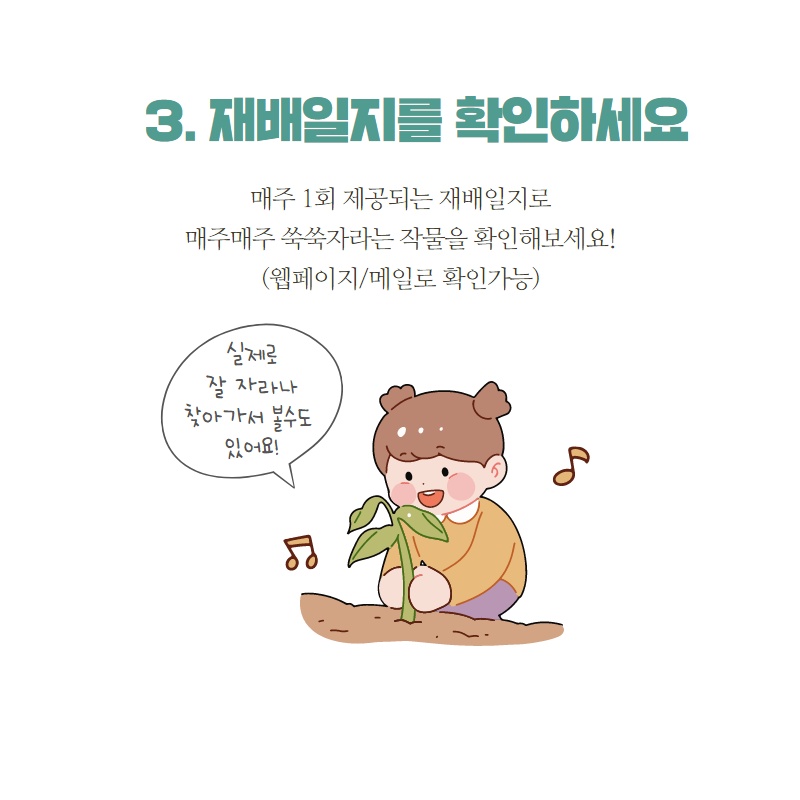 3. 재배일지를 확인하세요
매주 1회 제공되는 재배일지로
매주매주 쑥쑥자라는 작물을 확인해보세요!
(웹페이지/메일로 확인가능)
실제로
잘 자라나
찾아가서 볼수도
있어요!